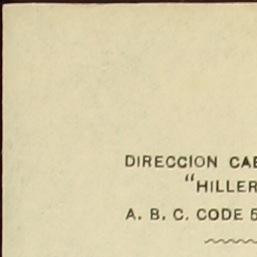 DIRECCION CAB
"HILLER
A. B. C. CODE 5